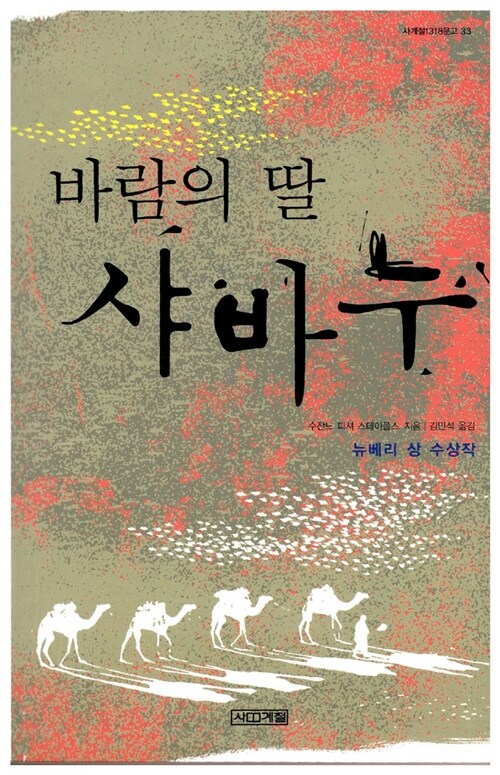 사계절1318문고 33
바람의 딸
샤바누
수잔느 피셔 스테이플스 지음 | 김민석 옮김
뉴베리 상 수상작
사계절